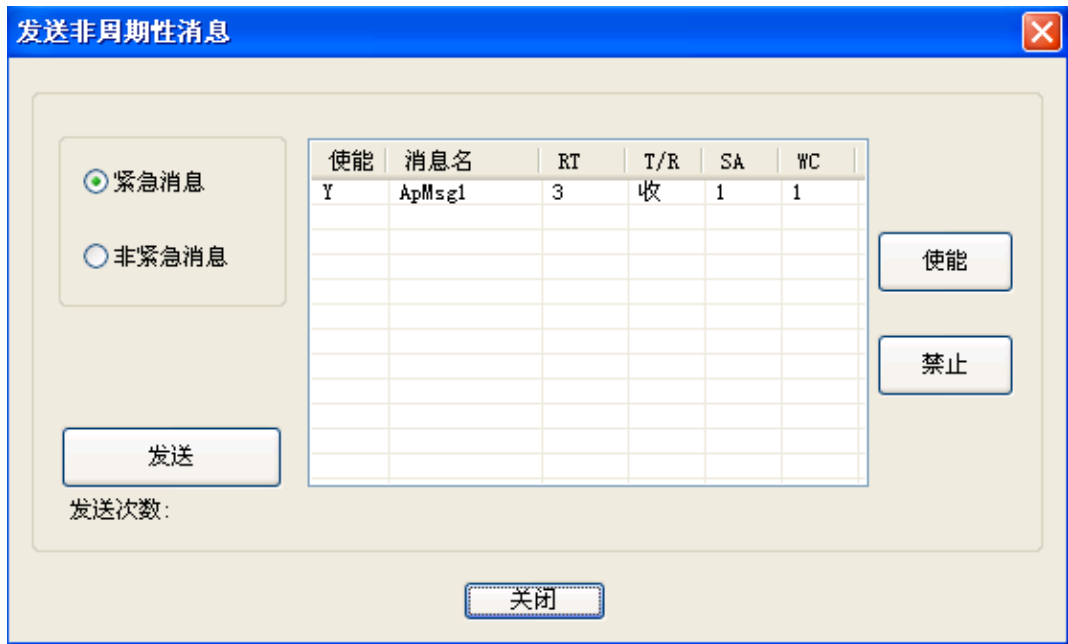 发送非周期性消息
紧急消息
非紧急消息
使能 消息名 RT T/R SA WC
Y ApMsg1 3 收 1 1
使能
禁止
发送
发送次数:
关闭